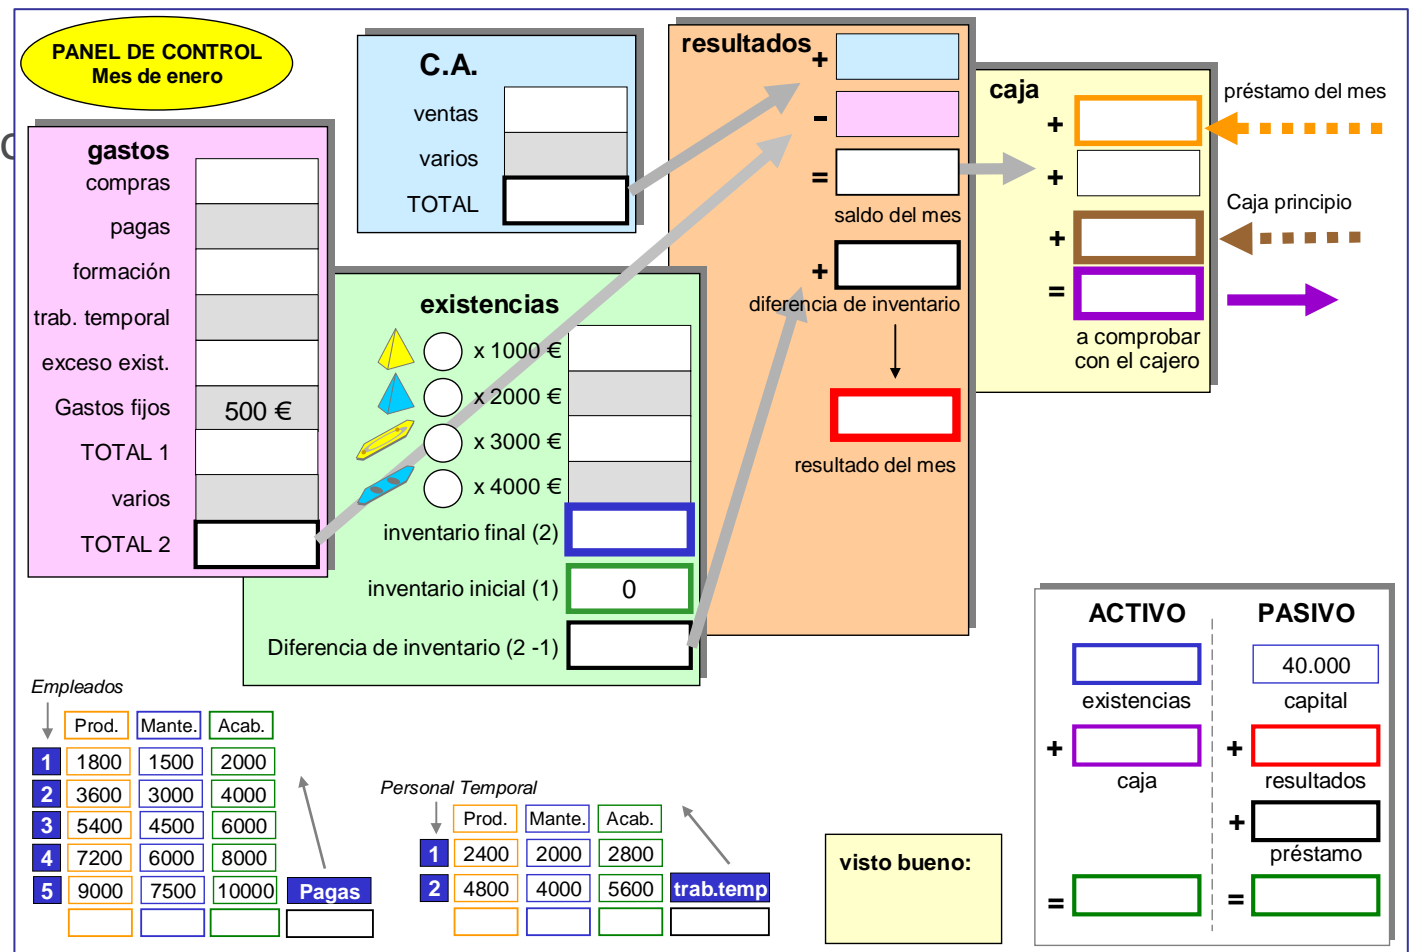 PANEL DE CONTROL
Mes de enero
gastos
compras
pagas
formación
trab. temporal
exceso exist.
Gastos fijos 500 €
TOTAL 1
varios
TOTAL 2
C.A.
ventas
varios
TOTAL
existencias
x 1000 €
x 2000 €
x 3000 €
x 4000 €
inventario final (2)
inventario inicial (1) 0
Diferencia de inventario (2 -1)
resultados
+
-
=
saldo del mes
+
diferencia de inventario
resultado del mes
caja
+
+
+
=
a comprobar
con el cajero
préstamo del mes
Caja principio
Empleados
Prod. Mante. Acab.
1 1800 1500 2000
2 3600 3000 4000
3 5400 4500 6000
4 7200 6000 8000
5 9000 7500 10000 Pagas
Personal Temporal
Prod. Mante. Acab.
1 2400 2000 2800
2 4800 4000 5600 trab.temp
visto bueno:
ACTIVO PASIVO
40.000
existencias capital
+ +
caja resultados
+
préstamo
= =